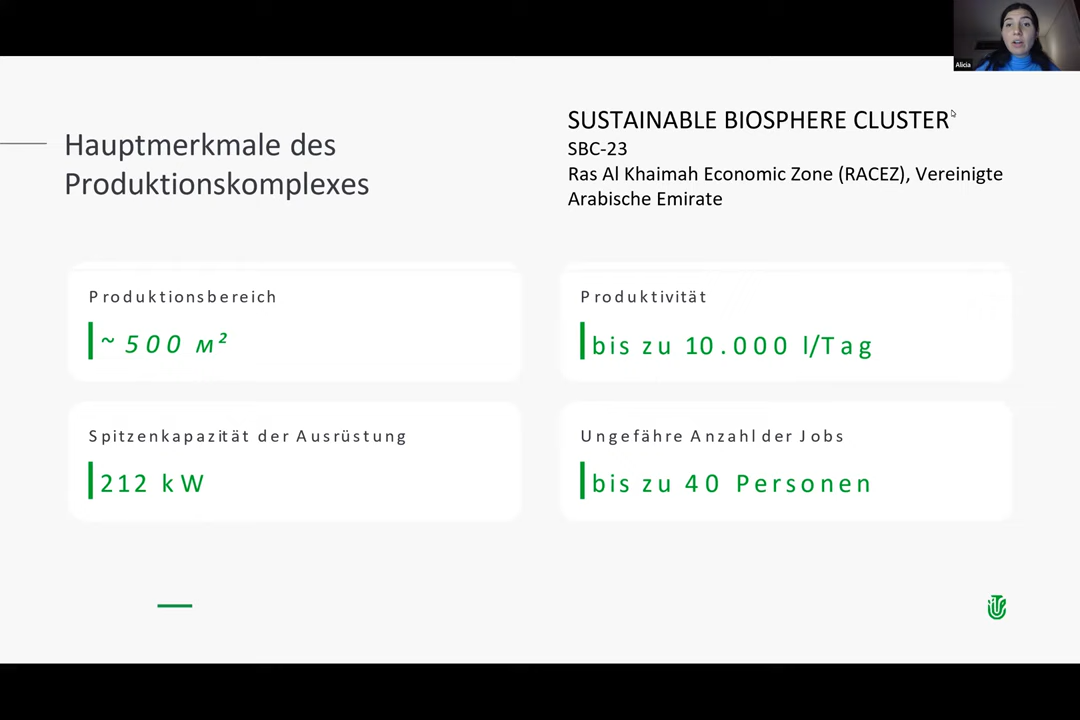 Alicia
Hauptmerkmale des
Produktionskomplexes
SUSTAINABLE BIOSPHERE CLUSTER
SBC-23
Ras Al Khaimah Economic Zone (RACEZ), Vereinigte
Arabische Emirate
Produktionsbereich
~ 500 м²
Produktivität
bis zu 10.000 l/Tag
Spitzenkapazität der Ausrüstung
212 kW
Ungefähre Anzahl der Jobs
bis zu 40 Personen